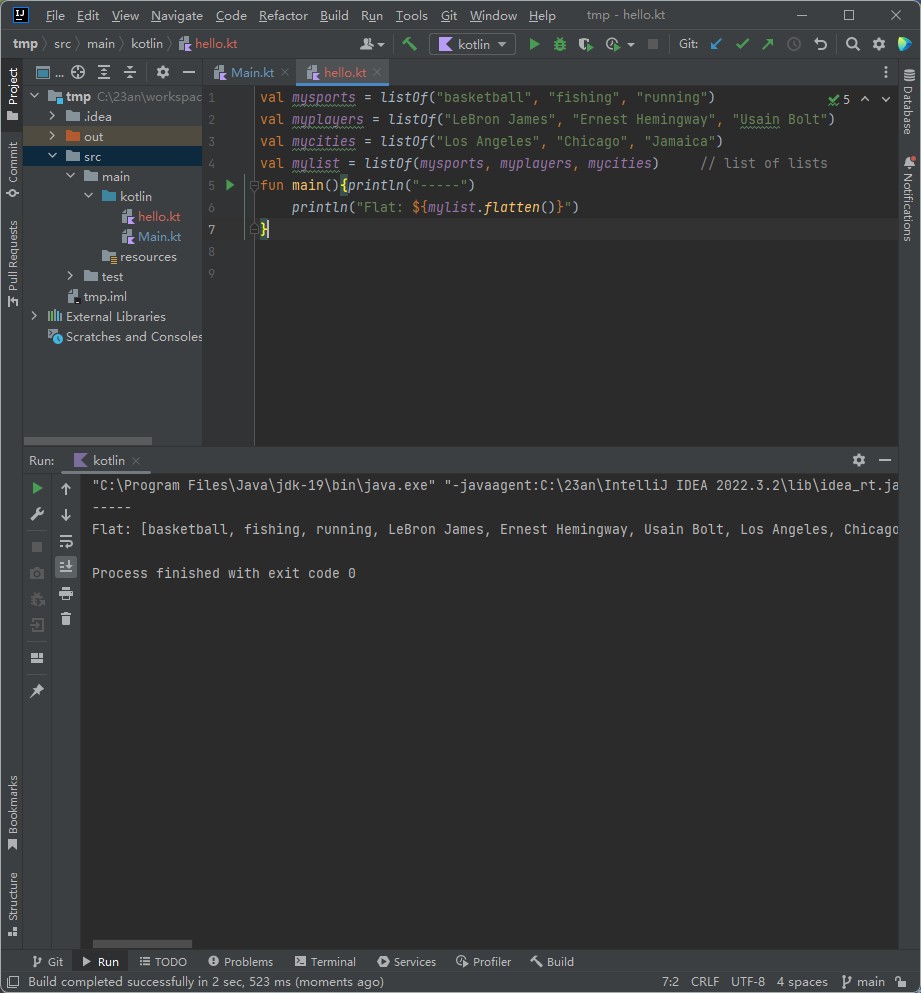 File Edit View Navigate Code Refactor Build Run Tools Git Window Help tmp - hello.kt
tmp src main kotlin hello.kt kotlin Git:
Project
... Main.kt hello.kt
tmp C:\23an\workspac
.idea
out
src
main
kotlin
hello.kt
Main.kt
resources
test
tmp.iml
External Libraries
Scratches and Consoles
Commit
Pull Requests
1 val mysports = listOf("basketball", "fishing", "running")
2 val myplayers = listOf("LeBron James", "Ernest Hemingway", "Usain Bolt")
3 val mycities = listOf("Los Angeles", "Chicago", "Jamaica")
4 val mylist = listOf(mysports, myplayers, mycities) // list of lists
5 fun main(){println("-----")
6 println("Flat: ${mylist.flatten()}")
7 }
8
9
5
Database
Notifications
Run: kotlin
"C:\Program Files\Java\jdk-19\bin\java.exe" "-javaagent:C:\23an\IntelliJ IDEA 2022.3.2\lib\idea_rt.ja
-----
Flat: [basketball, fishing, running, LeBron James, Ernest Hemingway, Usain Bolt, Los Angeles, Chicago
Process finished with exit code 0
Bookmarks
Structure
Git Run TODO Problems Terminal Services Profiler Build
Build completed successfully in 2 sec, 523 ms (moments ago) 7:2 CRLF UTF-8 4 spaces main